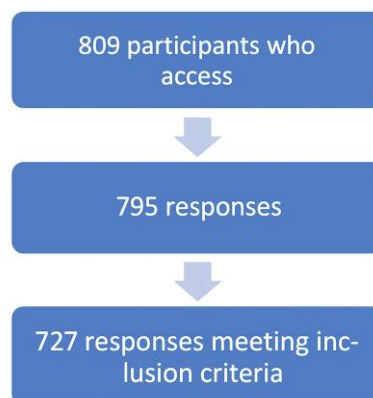 809 participants who
access
795 responses
727 responses meeting inc-
lusion criteria